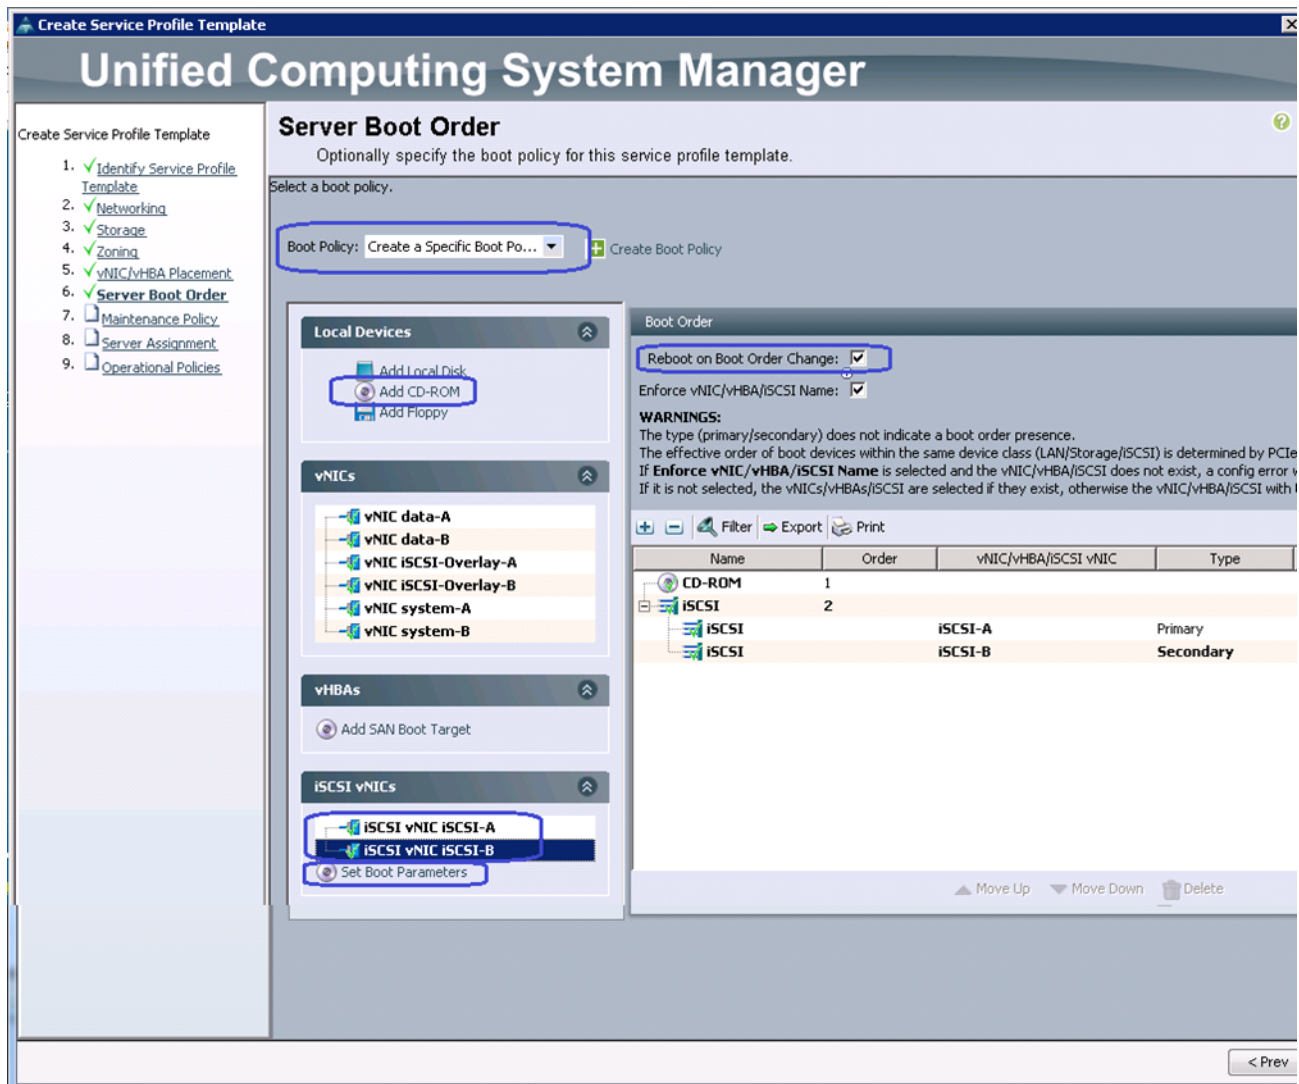 Create Service Profile Template
Unified Computing System Manager
Create Service Profile Template
1. Identify Service Profile
Template
2. Networking
3. Storage
4. Zoning
5. vNIC/vHBA Placement
6. Server Boot Order
7. Maintenance Policy
8. Server Assignment
9. Operational Policies
Server Boot Order
Optionally specify the boot policy for this service profile template.
Select a boot policy.
Boot Policy: Create a Specific Boot Po...
Create Boot Policy
Local Devices
Add Local Disk
Add CD-ROM
Add Floppy
vNICs
vNIC data-A
vNIC data-B
vNIC iSCSI-Overlay-A
vNIC iSCSI-Overlay-B
vNIC system-A
vNIC system-B
vHBAs
Add SAN Boot Target
iSCSI vNICs
iSCSI vNIC iSCSI-A
iSCSI vNIC iSCSI-B
Set Boot Parameters
Boot Order
Reboot on Boot Order Change:
Enforce vNIC/vHBA/iSCSI Name:
WARNINGS:
The type (primary/secondary) does not indicate a boot order presence.
The effective order of boot devices within the same device class (LAN/Storage/iSCSI) is determined by PCIe
If Enforce vNIC/vHBA/iSCSI Name is selected and the vNIC/vHBA/iSCSI does not exist, a config error
If it is not selected, the vNICs/vHBAs/iSCSI are selected if they exist, otherwise the vNIC/vHBA/iSCSI with
Filter Export Print
Name Order vNIC/vHBA/iSCSI vNIC Type
CD-ROM 1
iSCSI 2
iSCSI iSCSI-A Primary
iSCSI iSCSI-B Secondary
Move Up Move Down Delete
< Prev